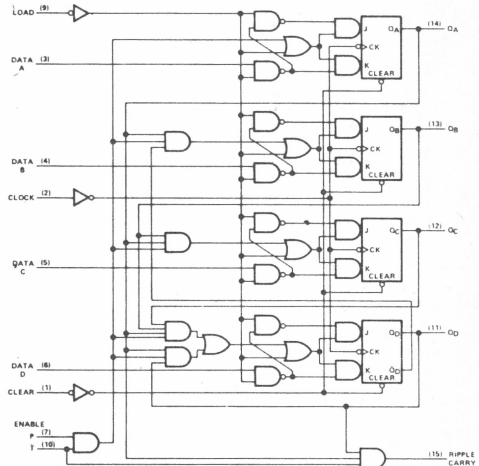 LOAD (9)
J QA (14) QA
CK
K
CLEAR
DATA A (3)
J QB (13) QB
CK
K
CLEAR
DATA B (4)
CLOCK (2)
J QC (12) QC
CK
K
CLEAR
DATA C (5)
J QD (11) QD
CK
K Q̅D
CLEAR
DATA D (6)
CLEAR (1)
ENABLE
P (7)
T (10)
(15) RIPPLE CARRY